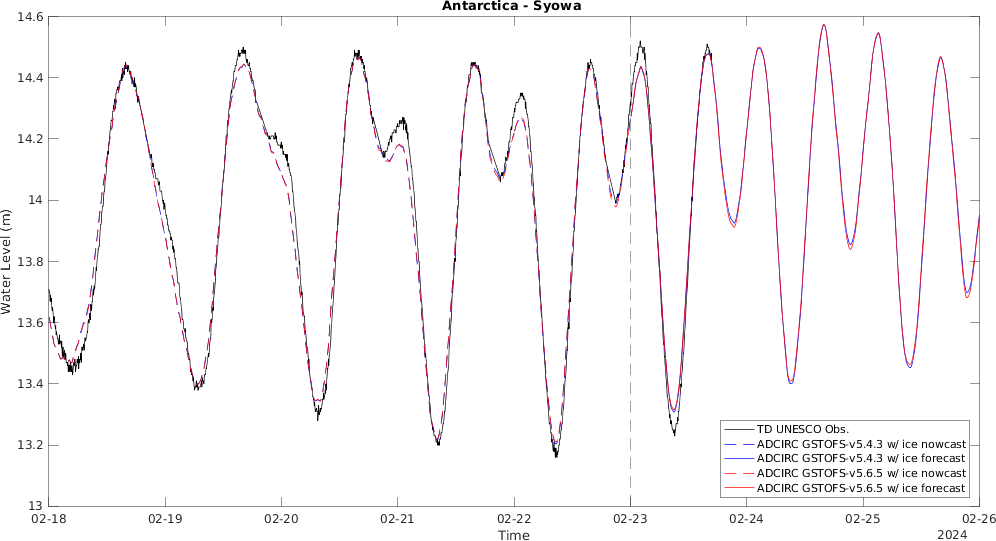 Antarctica - Syowa
14.6
14.4
14.2
14
13.8
13.6
13.4
13.2
13
Water Level (m)
02-18 02-19 02-20 02-21 02-22 02-23 02-24 02-25 02-26
Time
2024
TD UNESCO Obs.
ADCIRC GSTOFS-v5.4.3 w/ ice nowcast
ADCIRC GSTOFS-v5.4.3 w/ ice forecast
ADCIRC GSTOFS-v5.6.5 w/ ice nowcast
ADCIRC GSTOFS-v5.6.5 w/ ice forecast